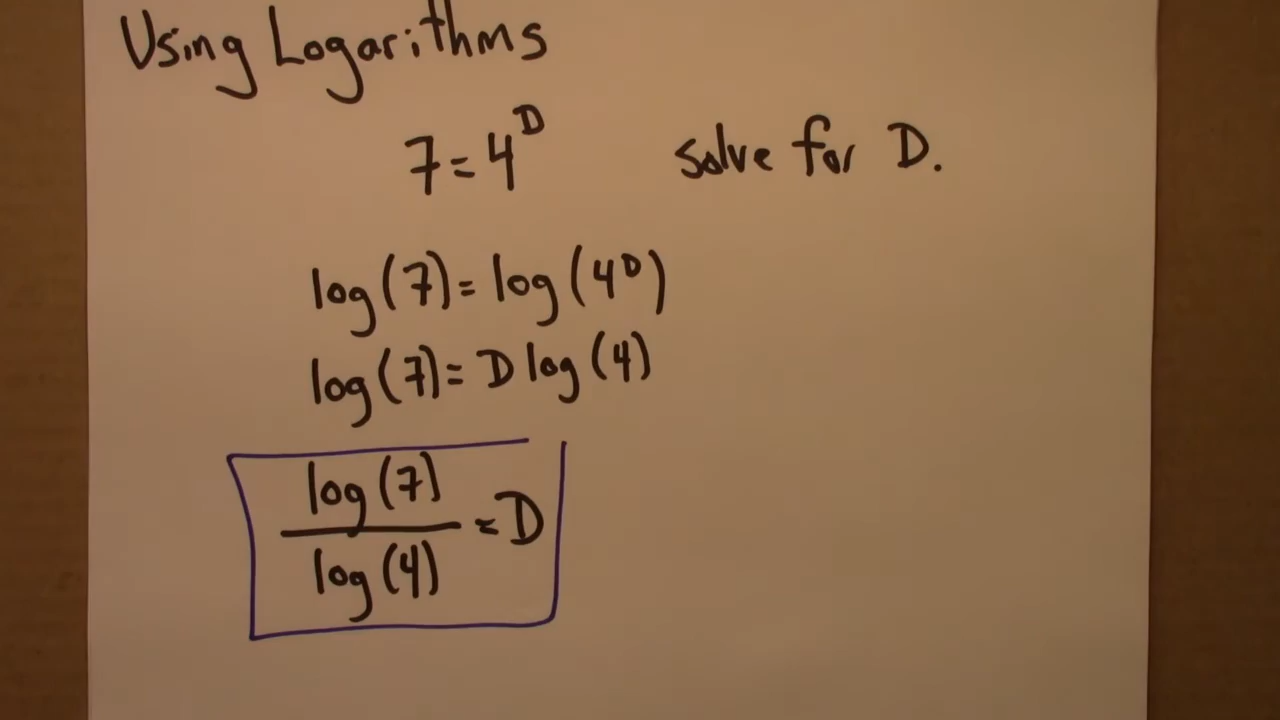 Using Logarithms
7 = 4^D solve for D.
log(7) = log(4^D)
log(7) = D log(4)
log(7)
log(4) = D